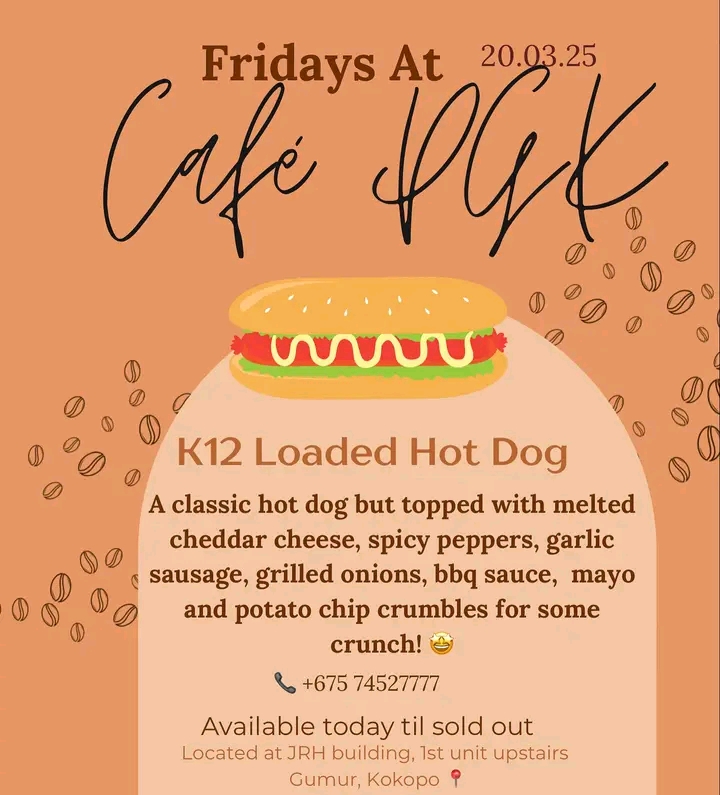 Fridays At 20.03.25
Café PGK
K12 Loaded Hot Dog
A classic hot dog but topped with melted
cheddar cheese, spicy peppers, garlic
sausage, grilled onions, bbq sauce, mayo
and potato chip crumbles for some
crunch! 🤩
📞 +675 74527777
Available today til sold out
Located at JRH building, 1st unit upstairs
Gumur, Kokopo 📍